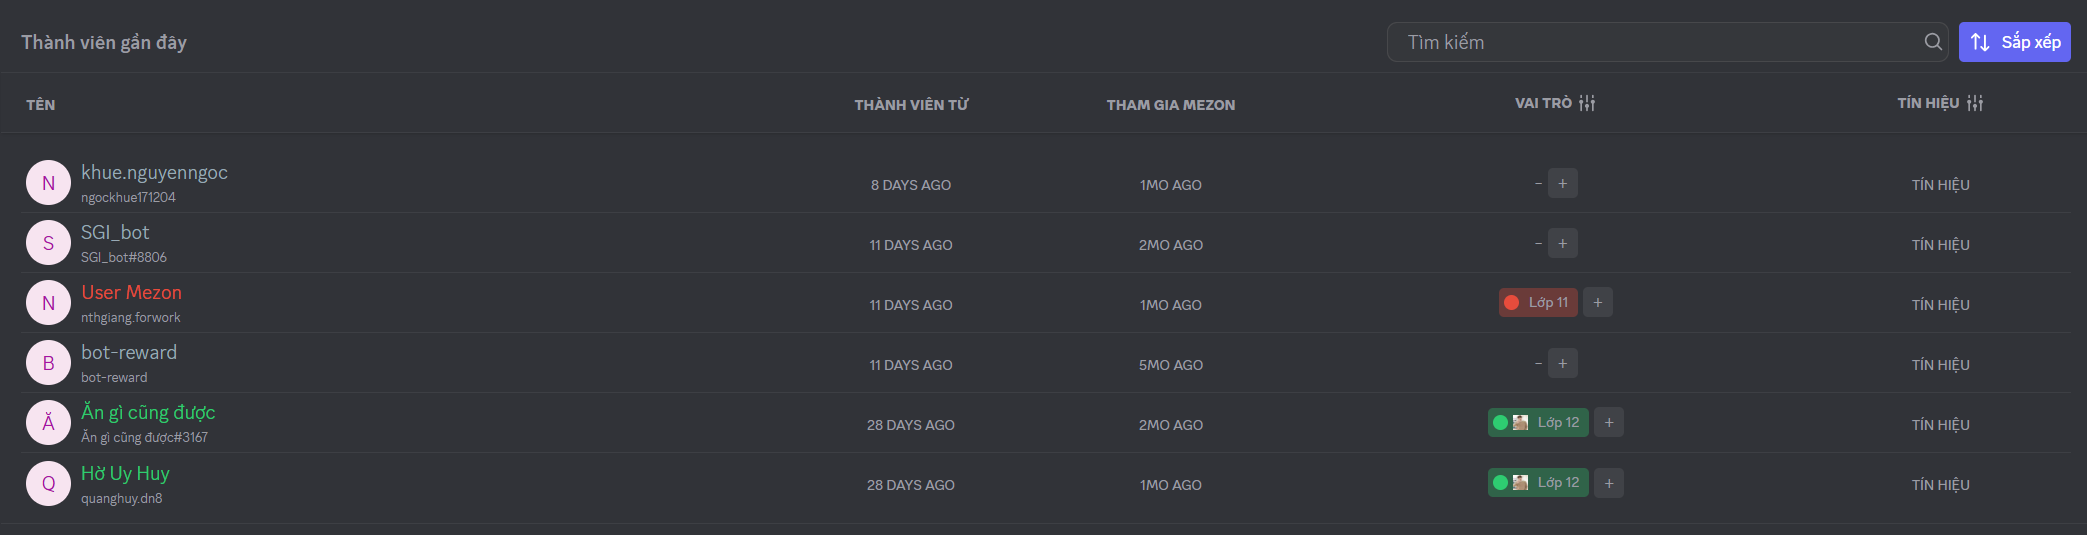 Thành viên gần đây
Tìm kiếm
Sắp xếp
TÊN THÀNH VIÊN TỪ THAM GIA MEZON VAI TRÒ TÍN HIỆU
N khue.nguyenngoc
ngockhue171204
8 DAYS AGO 1MO AGO - + TÍN HIỆU
S SGI_bot
SGI_bot#8806
11 DAYS AGO 2MO AGO - + TÍN HIỆU
N User Mezon
nthgiang.forwork
11 DAYS AGO 1MO AGO Lớp 11 + TÍN HIỆU
B bot-reward
bot-reward
11 DAYS AGO 5MO AGO - + TÍN HIỆU
Ă Ăn gì cũng được
Ăn gì cũng được#3167
28 DAYS AGO 2MO AGO Lớp 12 + TÍN HIỆU
Q Hờ Uy Huy
quanghuy.dn8
28 DAYS AGO 1MO AGO Lớp 12 + TÍN HIỆU